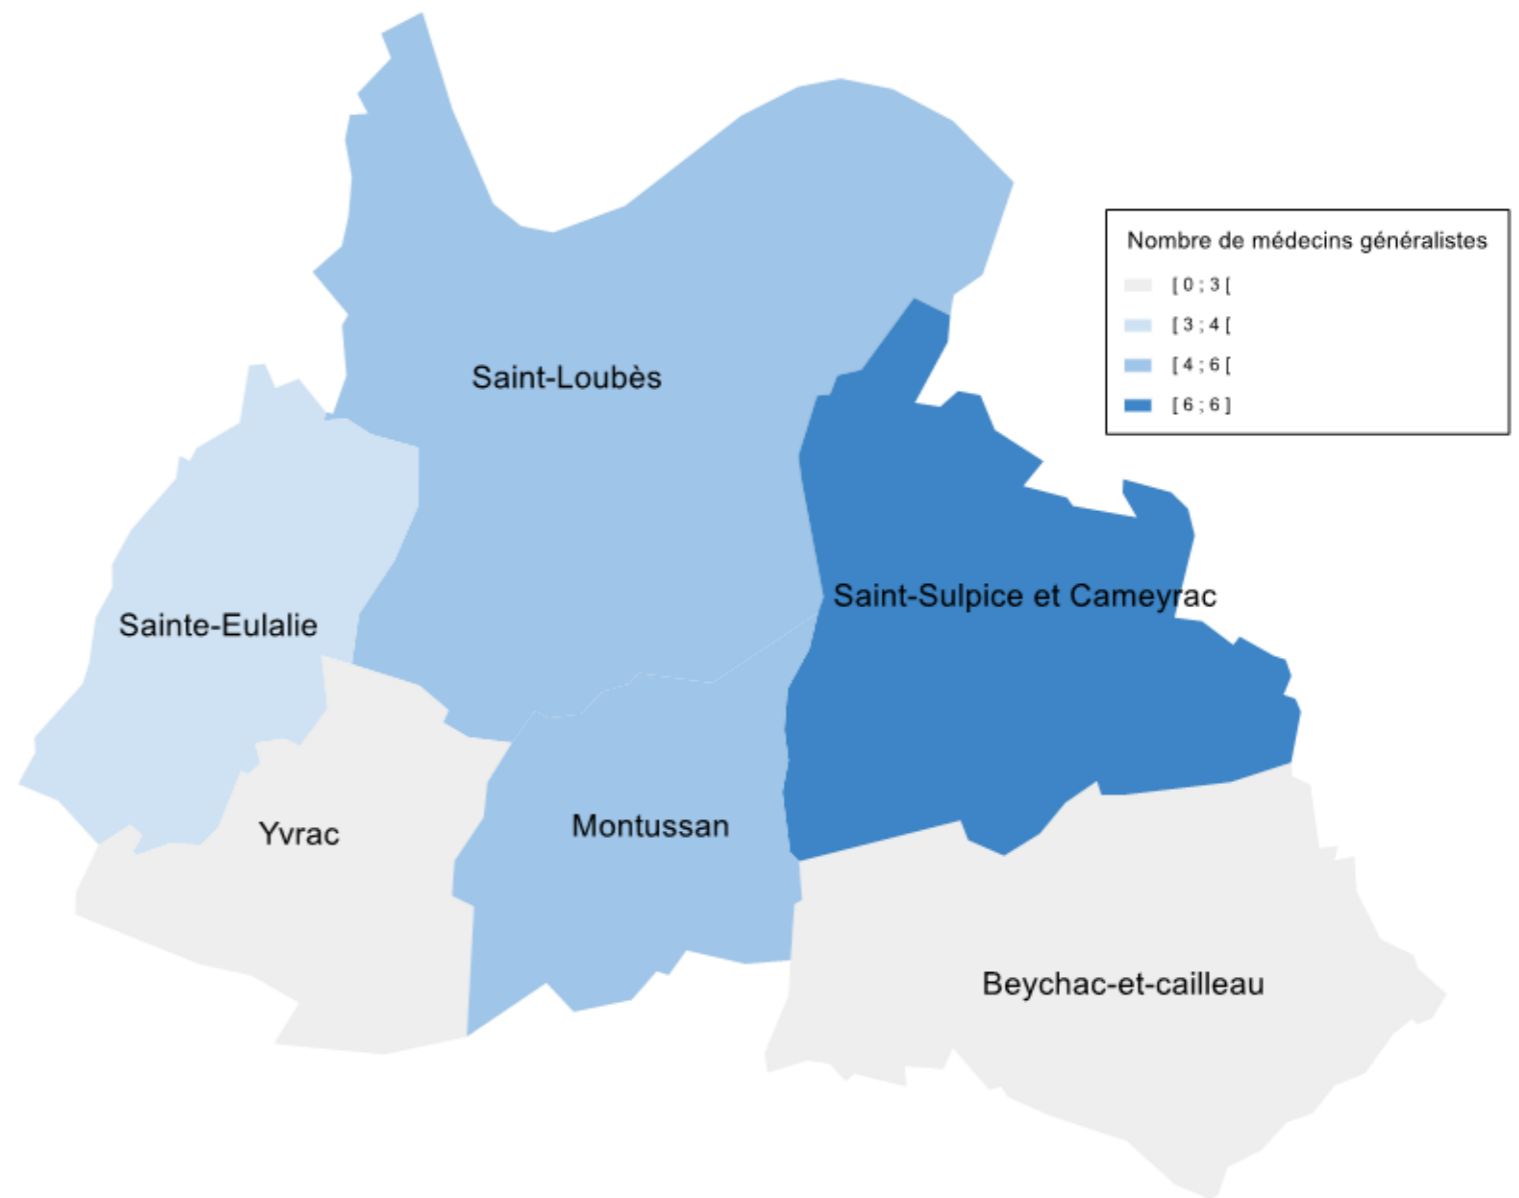 Nombre de médecins généralistes
[ 0 ; 3 [
[ 3 ; 4 [
[ 4 ; 6 [
[ 6 ; 6 ]
Saint-Loubès
Saint-Sulpice et Cameyrac
Sainte-Eulalie
Yvrac
Montussan
Beychac-et-cailleau